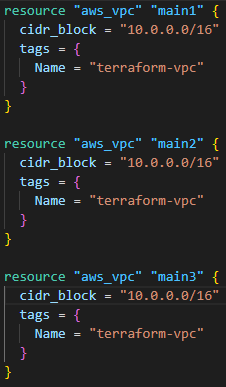 resource "aws_vpc" "main1" {
  cidr_block = "10.0.0.0/16"
  tags = {
    Name = "terraform-vpc"
  }
}
resource "aws_vpc" "main2" {
  cidr_block = "10.0.0.0/16"
  tags = {
    Name = "terraform-vpc"
  }
}
resource "aws_vpc" "main3" {
  cidr_block = "10.0.0.0/16"
  tags = {
    Name = "terraform-vpc"
  }
}